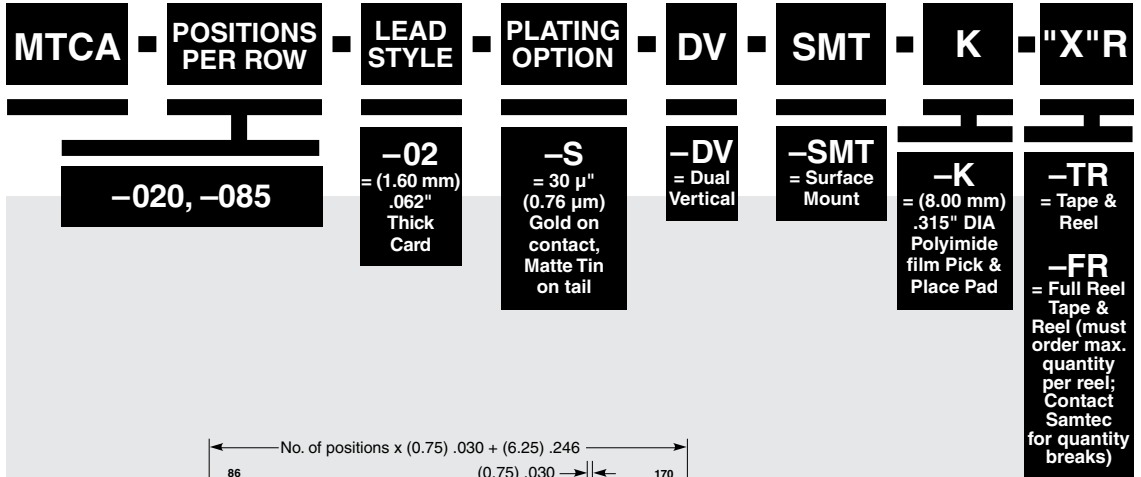 MTCA
POSITIONS
PER ROW
LEAD
STYLE
PLATING
OPTION
DV
SMT
K
"X"R
–020, –085
–02
= (1.60 mm)
.062"
Thick
Card
–S
= 30 µ"
(0.76 µm)
Gold on
contact,
Matte Tin
on tail
–DV
= Dual
Vertical
–SMT
= Surface
Mount
–K
= (8.00 mm)
.315" DIA
Polyimide
film Pick &
Place Pad
–TR
= Tape &
Reel
–FR
= Full Reel
Tape &
Reel (must
order max.
quantity
per reel;
Contact
Samtec
for quantity
breaks)
No. of positions x (0.75) .030 + (6.25) .246
86
(0.75) .030
170